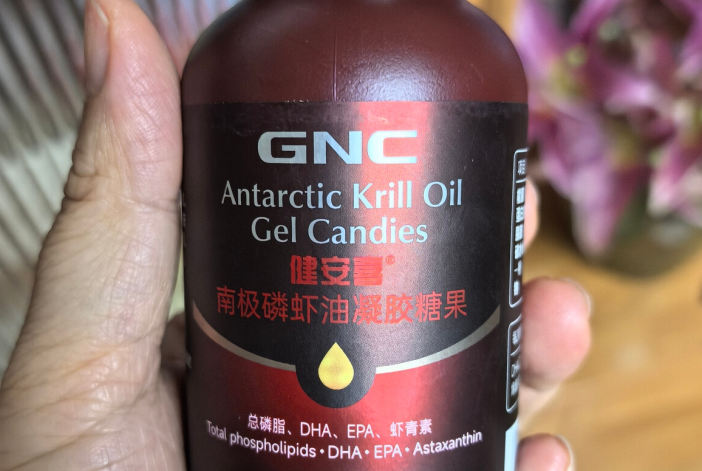 GNC
Antarctic Krill Oil
Gel Candies
健安喜®
南极磷虾油凝胶糖果
总磷脂、DHA、EPA、虾青素
Total phospholipids•DHA•EPA•Astaxanthin